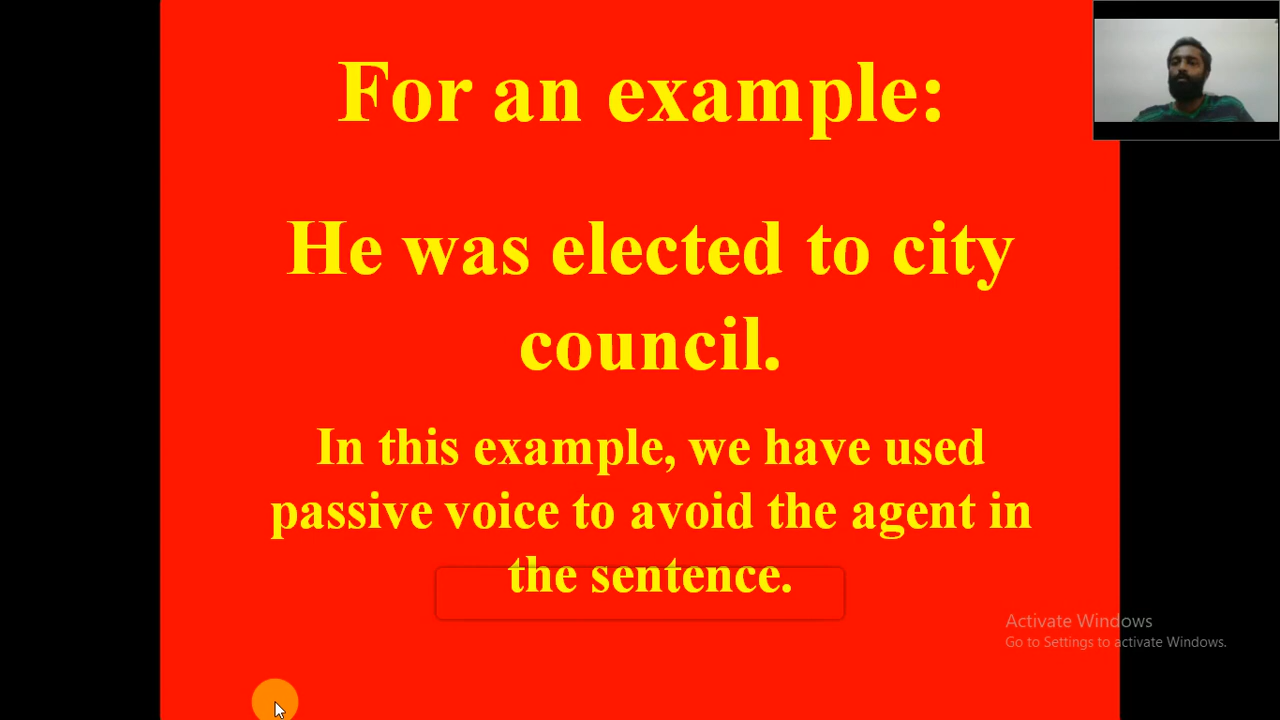 For an example:
He was elected to city
council.
In this example, we have used
passive voice to avoid the agent in
the sentence.
Activate Windows
Go to Settings to activate Windows.